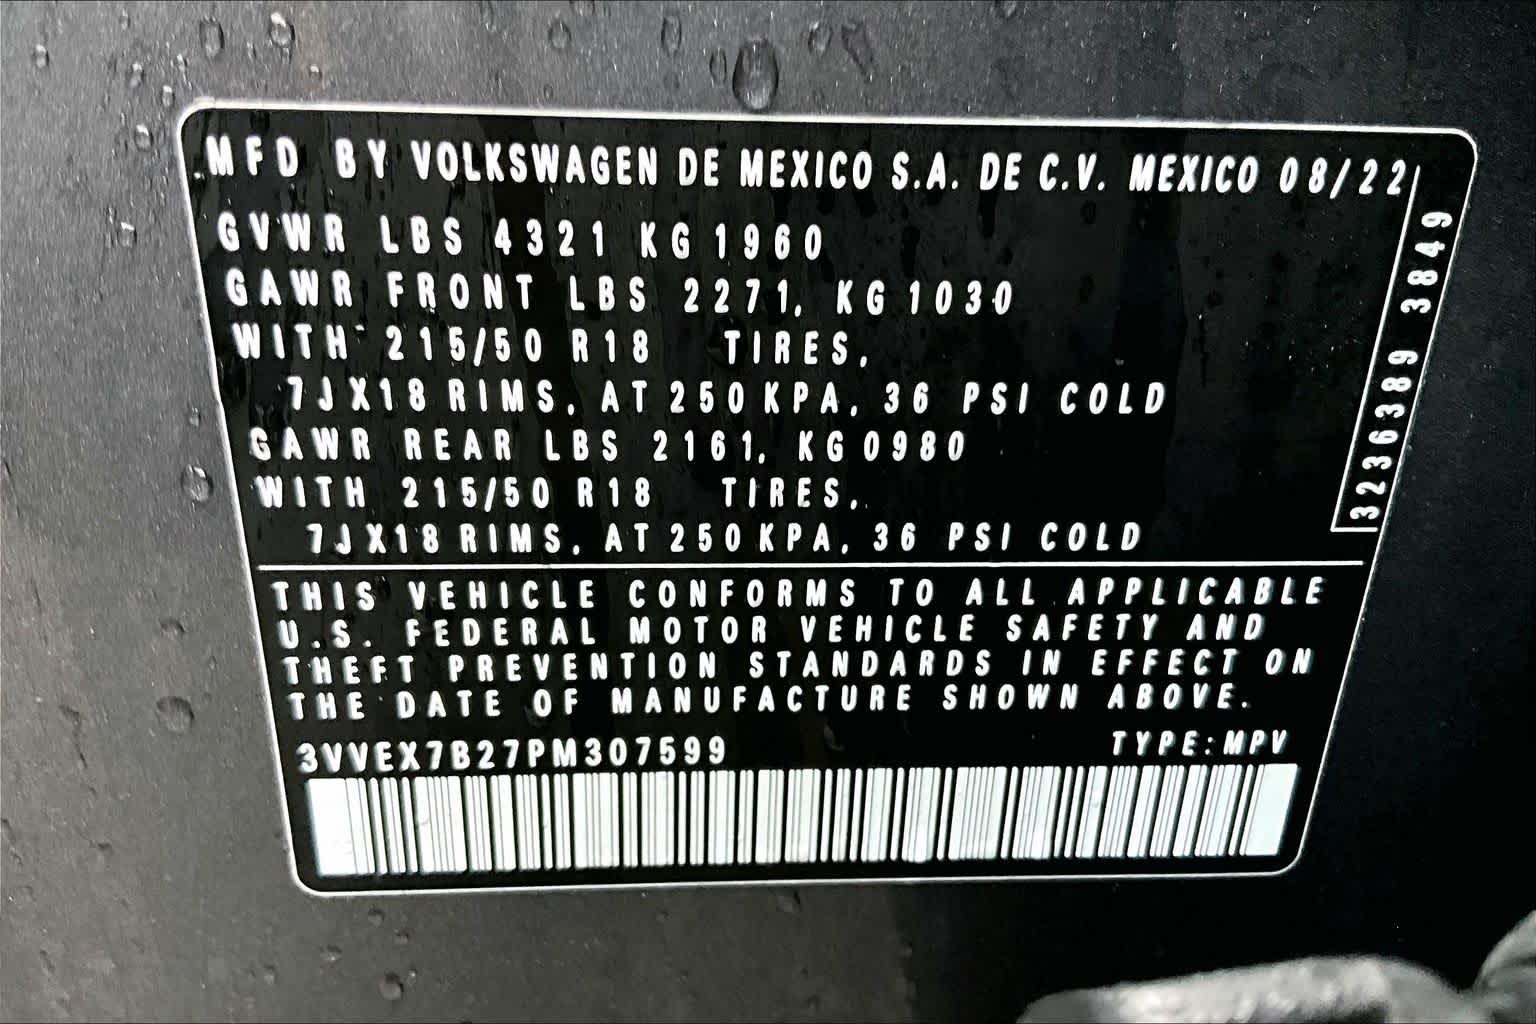 MFD BY VOLKSWAGEN DE MEXICO S.A. DE C.V. MEXICO 08/22
GVWR LBS 4321 KG 1960
GAWR FRONT LBS 2271, KG 1030
WITH 215/50 R18 TIRES,
7JX18 RIMS, AT 250 KPA, 36 PSI COLD
GAWR REAR LBS 2161, KG 0980
WITH 215/50 R18 TIRES,
7JX18 RIMS, AT 250 KPA, 36 PSI COLD
3236389 3849
THIS VEHICLE CONFORMS TO ALL APPLICABLE
U.S. FEDERAL MOTOR VEHICLE SAFETY AND
THEFT PREVENTION STANDARDS IN EFFECT ON
THE DATE OF MANUFACTURE SHOWN ABOVE.
3VVEX7B27PM307599 TYPE:MPV